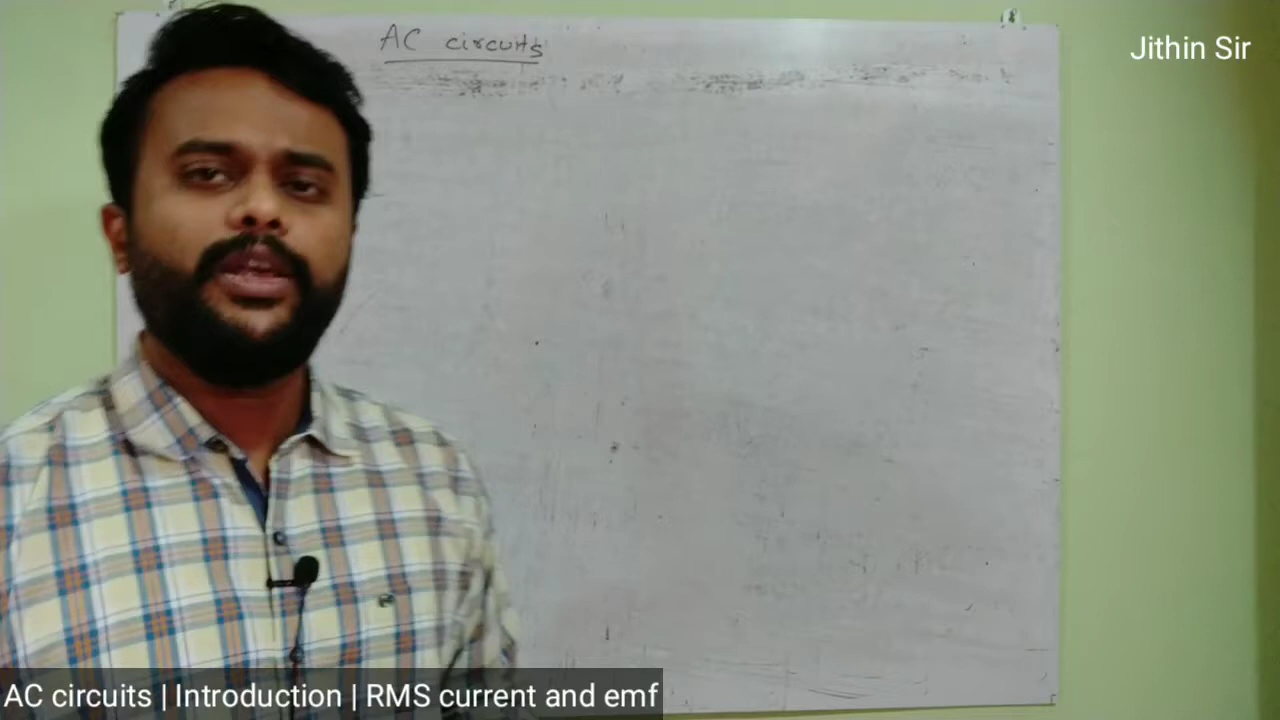 AC circuits
Jithin Sir
AC circuits | Introduction | RMS current and emf